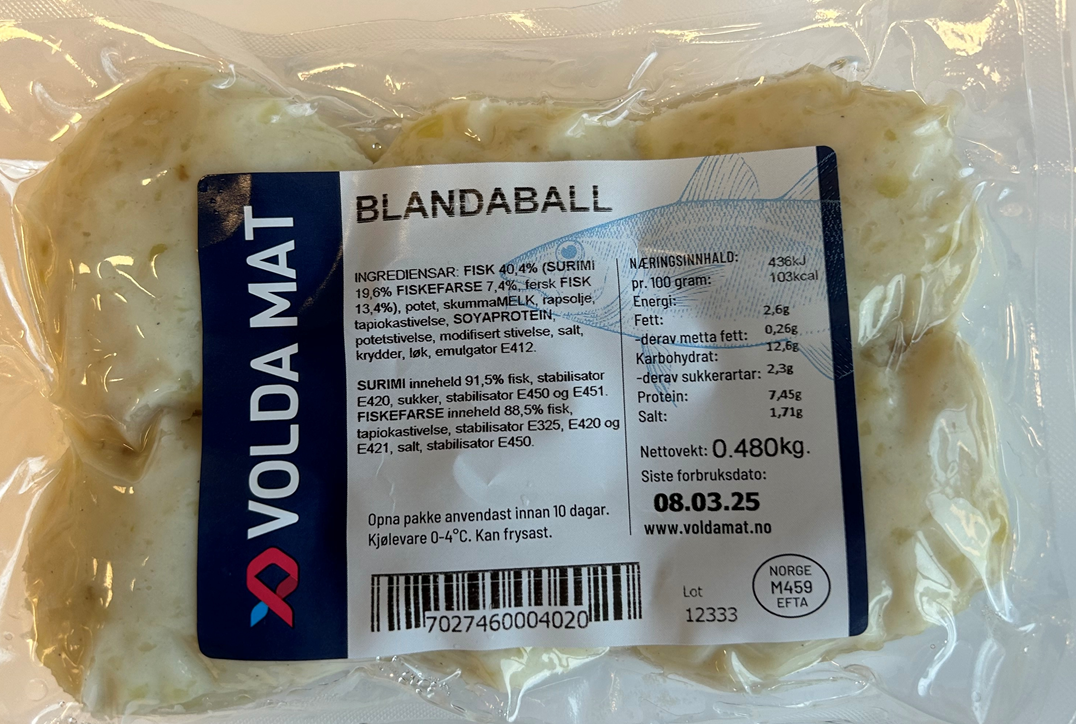 VOLDA MAT
BLANDABALL
INGREDIENSAR: FISK 40,4% (SURIMI
19,6% FISKEFARSE 7,4%, fersk FISK
13,4%), potet, skummaMELK, rapsolje,
tapiokastivelse, SOYAPROTEIN,
potetstivelse, modifisert stivelse, salt,
krydder, løk, emulgator E412.
SURIMI inneheld 91,5% fisk, stabilisator
E420, sukker, stabilisator E450 og E451.
FISKEFARSE inneheld 88,5% fisk,
tapiokastivelse, stabilisator E325, E420 og
E421, salt, stabilisator E450.
Opna pakke anvendast innan 10 dagar.
Kjølevare 0-4°C. Kan frysast.
7027460004020
NÆRINGSINNHALD: 436kJ
pr. 100 gram: 103kcal
Energi:
Fett: 2,6g
-derav metta fett: 0,26g
Karbohydrat: 12,6g
-derav sukkerartar: 2,3g
Protein: 7,45g
Salt: 1,71g
Nettovekt: 0.480kg.
Siste forbruksdato:
08.03.25
www.voldamat.no
Lot
12333
NORGE
M459
EFTA